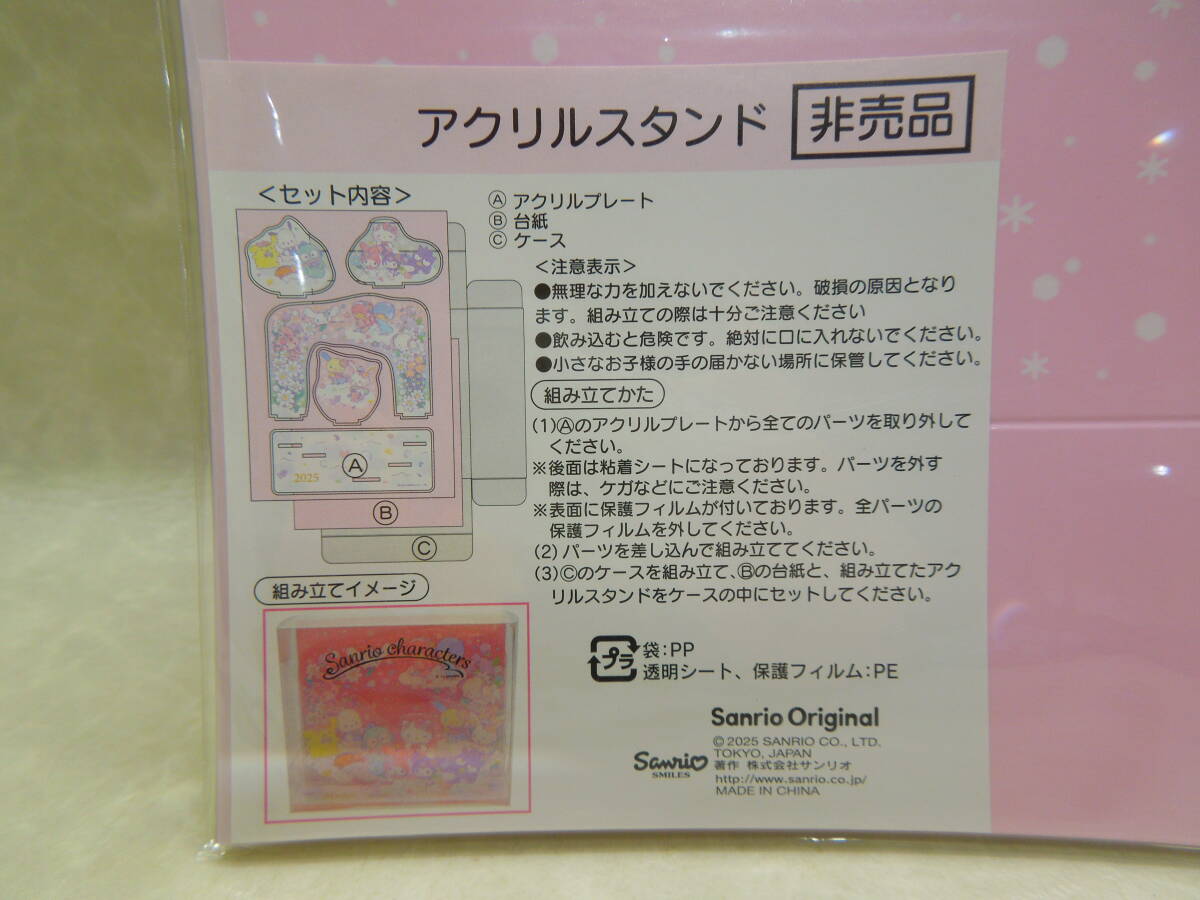 アクリルスタンド 非売品
<セット内容>
Ⓐ アクリルプレート
Ⓑ 台紙
Ⓒ ケース
2025
Ⓐ
Ⓑ
Ⓒ
<注意表示>
●無理な力を加えないでください。破損の原因となり
ます。組み立ての際は十分ご注意ください
●飲み込むと危険です。絶対に口に入れないでください。
●小さなお子様の手の届かない場所に保管してください。
組み立てかた
(1)Ⓐのアクリルプレートから全てのパーツを取り外して
ください。
※後面は粘着シートになっております。パーツを外す
際は、ケガなどにご注意ください。
※表面に保護フィルムが付いております。全パーツの
保護フィルムを外してください。
(2) パーツを差し込んで組み立ててください。
(3)Ⓒのケースを組み立て、Ⓑの台紙と、組み立てたアク
リルスタンドをケースの中にセットしてください。
組み立てイメージ
Sanrio characters
プラ
袋:PP
透明シート、保護フィルム:PE
Sanrio Original
© 2025 SANRIO CO., LTD.
TOKYO, JAPAN
Sanrio
SMILES
著作 株式会社サンリオ
http://www.sanrio.co.jp/
MADE IN CHINA